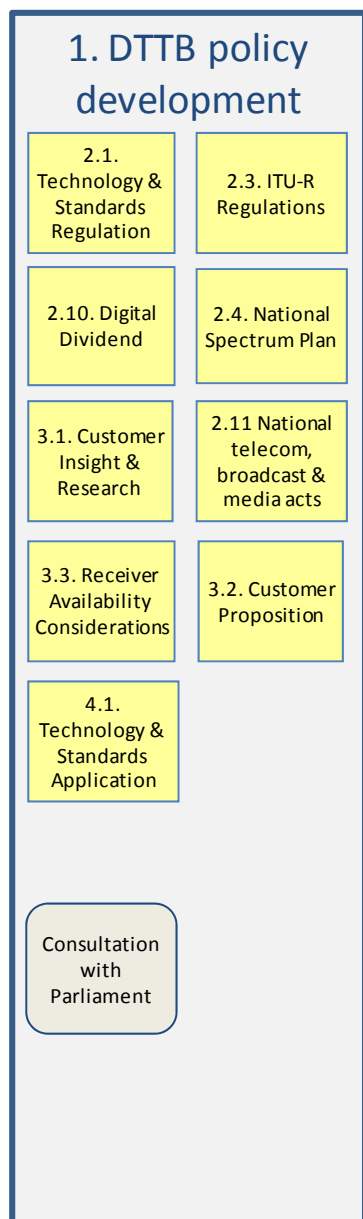 1. DTTB policy
development
2.1.
Technology &
Standards
Regulation
2.3. ITU-R
Regulations
2.10. Digital
Dividend
2.4. National
Spectrum Plan
3.1. Customer
Insight &
Research
2.11 National
telecom,
broadcast &
media acts
3.3. Receiver
Availability
Considerations
3.2. Customer
Proposition
4.1.
Technology &
Standards
Application
Consultation
with
Parliament